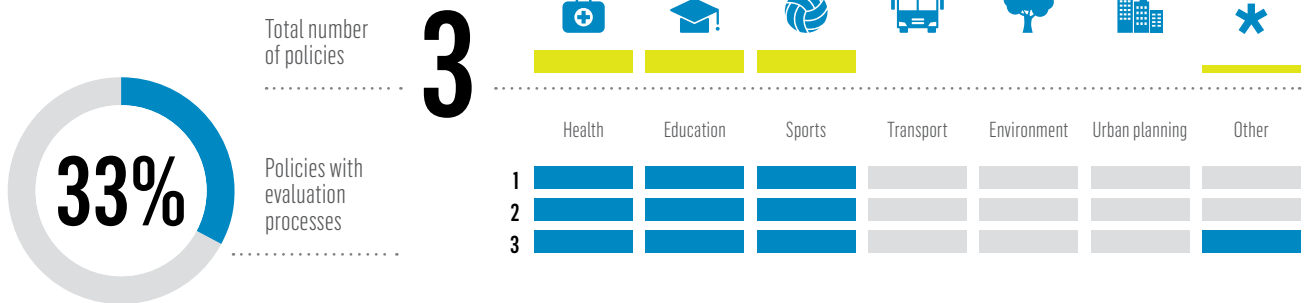 Total number
of policies
3
33%
Policies with
evaluation
processes
Health Education Sports Transport Environment Urban planning Other
1
2
3